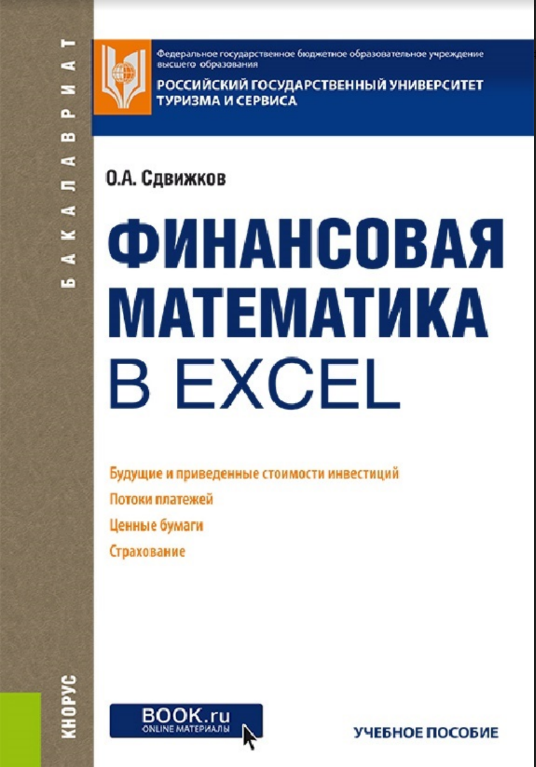 Федеральное государственное бюджетное образовательное учреждение
высшего образования
РОССИЙСКИЙ ГОСУДАРСТВЕННЫЙ УНИВЕРСИТЕТ
ТУРИЗМА И СЕРВИСА
БАКАЛАВРИАТ
О.А. Сдвижков
ФИНАНСОВАЯ
МАТЕМАТИКА
В EXCEL
Будущие и приведенные стоимости инвестиций
Потоки платежей
Ценные бумаги
Страхование
КНОРУС
BOOK.ru
ONLINE МАТЕРИАЛЫ
УЧЕБНОЕ ПОСОБИЕ